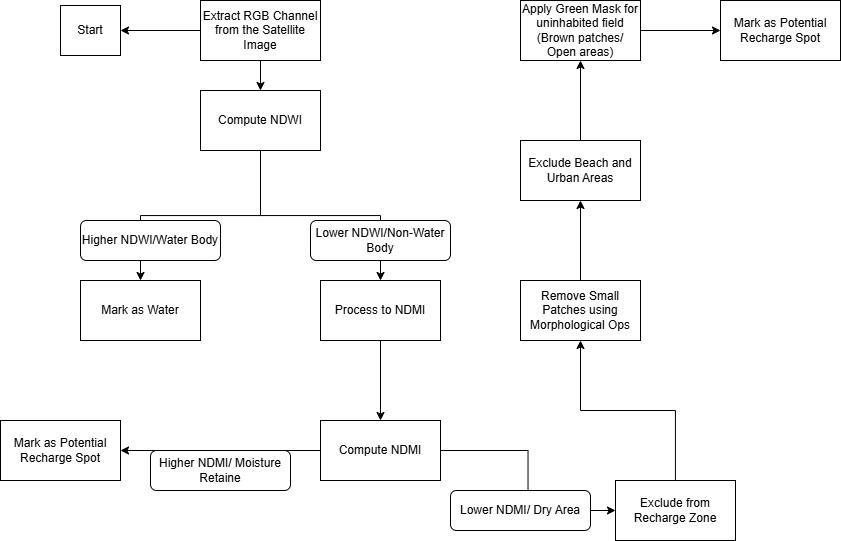 Start
Extract RGB Channel
from the Satellite
Image
Compute NDWI
Higher NDWI/Water Body
Lower NDWI/Non-Water
Body
Mark as Water
Process to NDMI
Compute NDMI
Higher NDMI/ Moisture
Retaine
Mark as Potential
Recharge Spot
Lower NDMI/ Dry Area
Exclude from
Recharge Zone
Remove Small
Patches using
Morphological Ops
Exclude Beach and
Urban Areas
Apply Green Mask for
uninhabited field
(Brown patches/
Open areas)
Mark as Potential
Recharge Spot